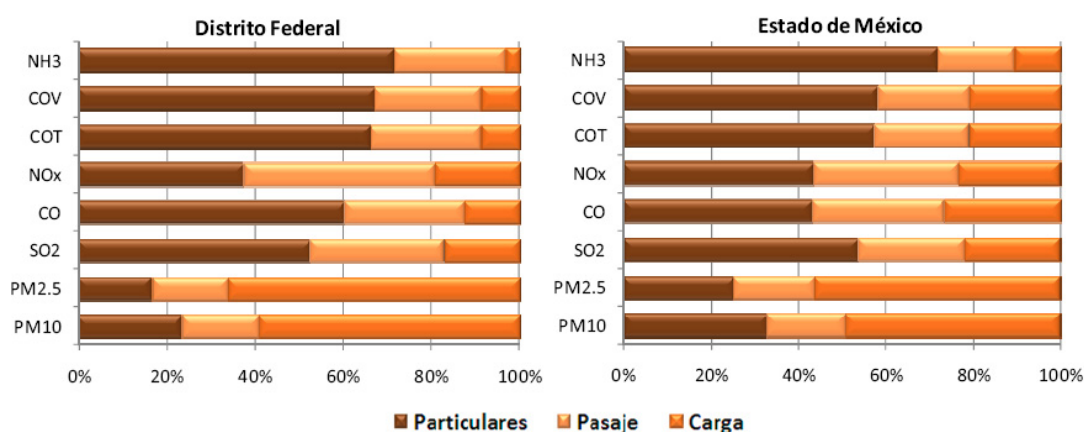 Distrito Federal
NH3
COV
COT
NOx
CO
SO2
PM2.5
PM10
0% 20% 40% 60% 80% 100%
Estado de México
NH3
COV
COT
NOx
CO
SO2
PM2.5
PM10
0% 20% 40% 60% 80% 100%
Particulares Pasaje Carga